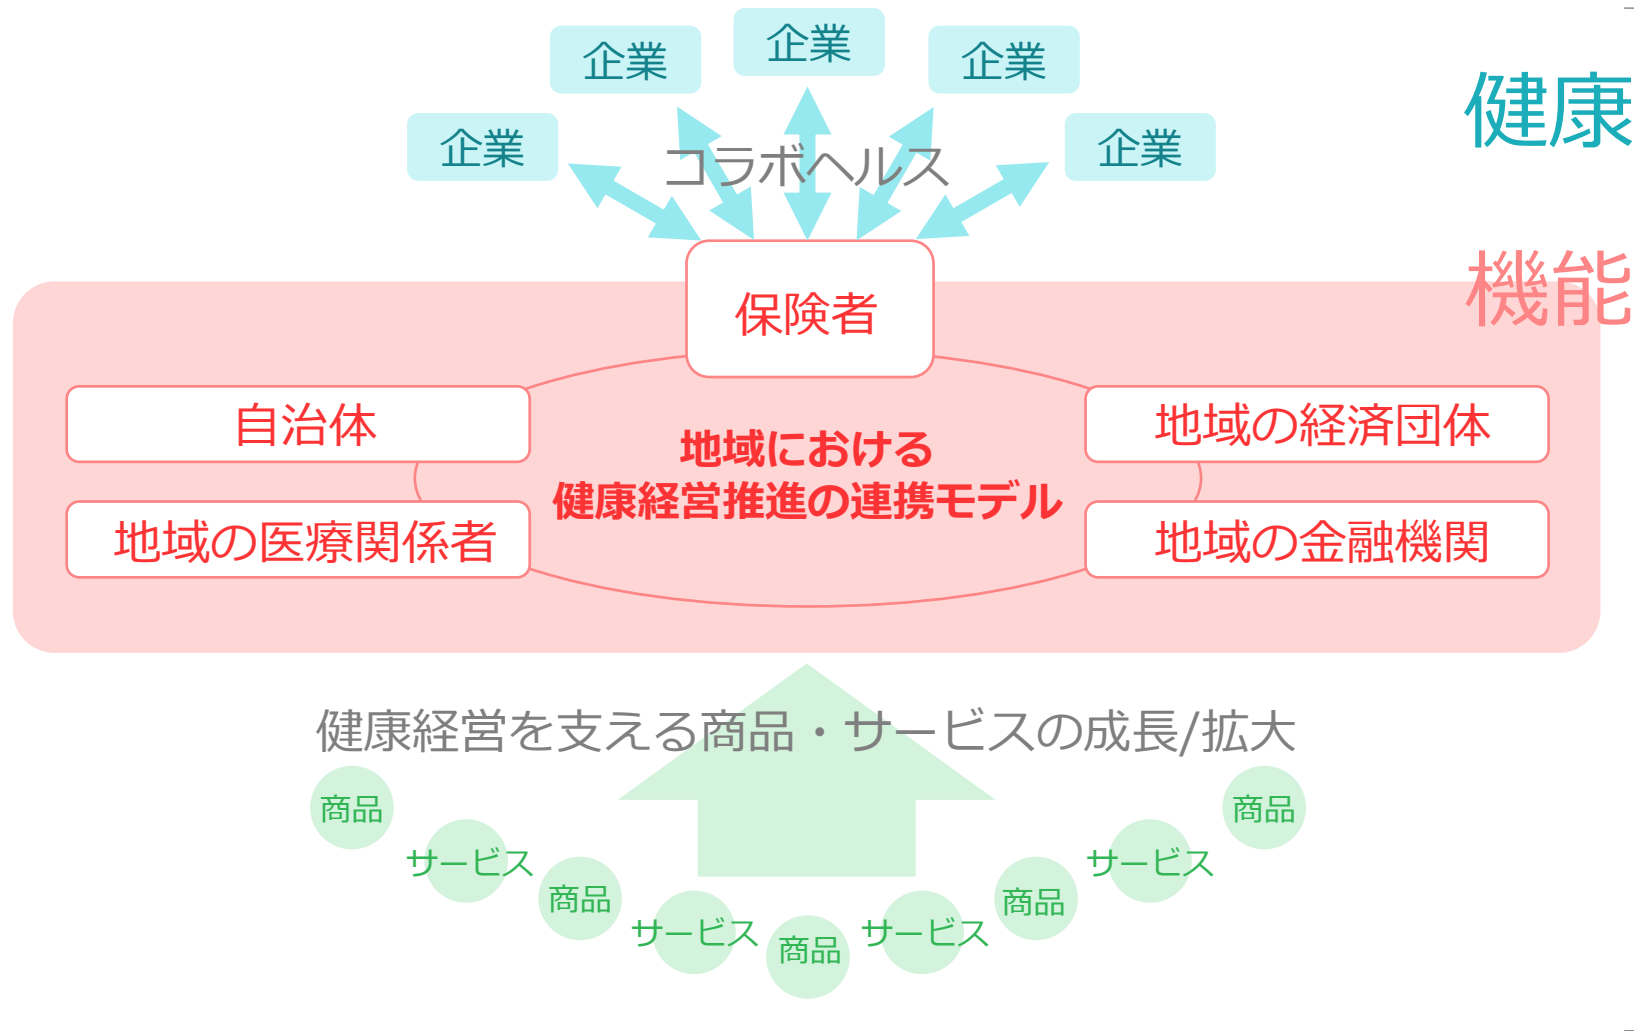 企業
企業
企業
企業
企業
コラボヘルス
健康
機能
保険者
自治体
地域の経済団体
地域における
健康経営推進の連携モデル
地域の医療関係者
地域の金融機関
健康経営を支える商品・サービスの成長/拡大
商品
サービス
商品
サービス
商品
サービス
商品
サービス
商品